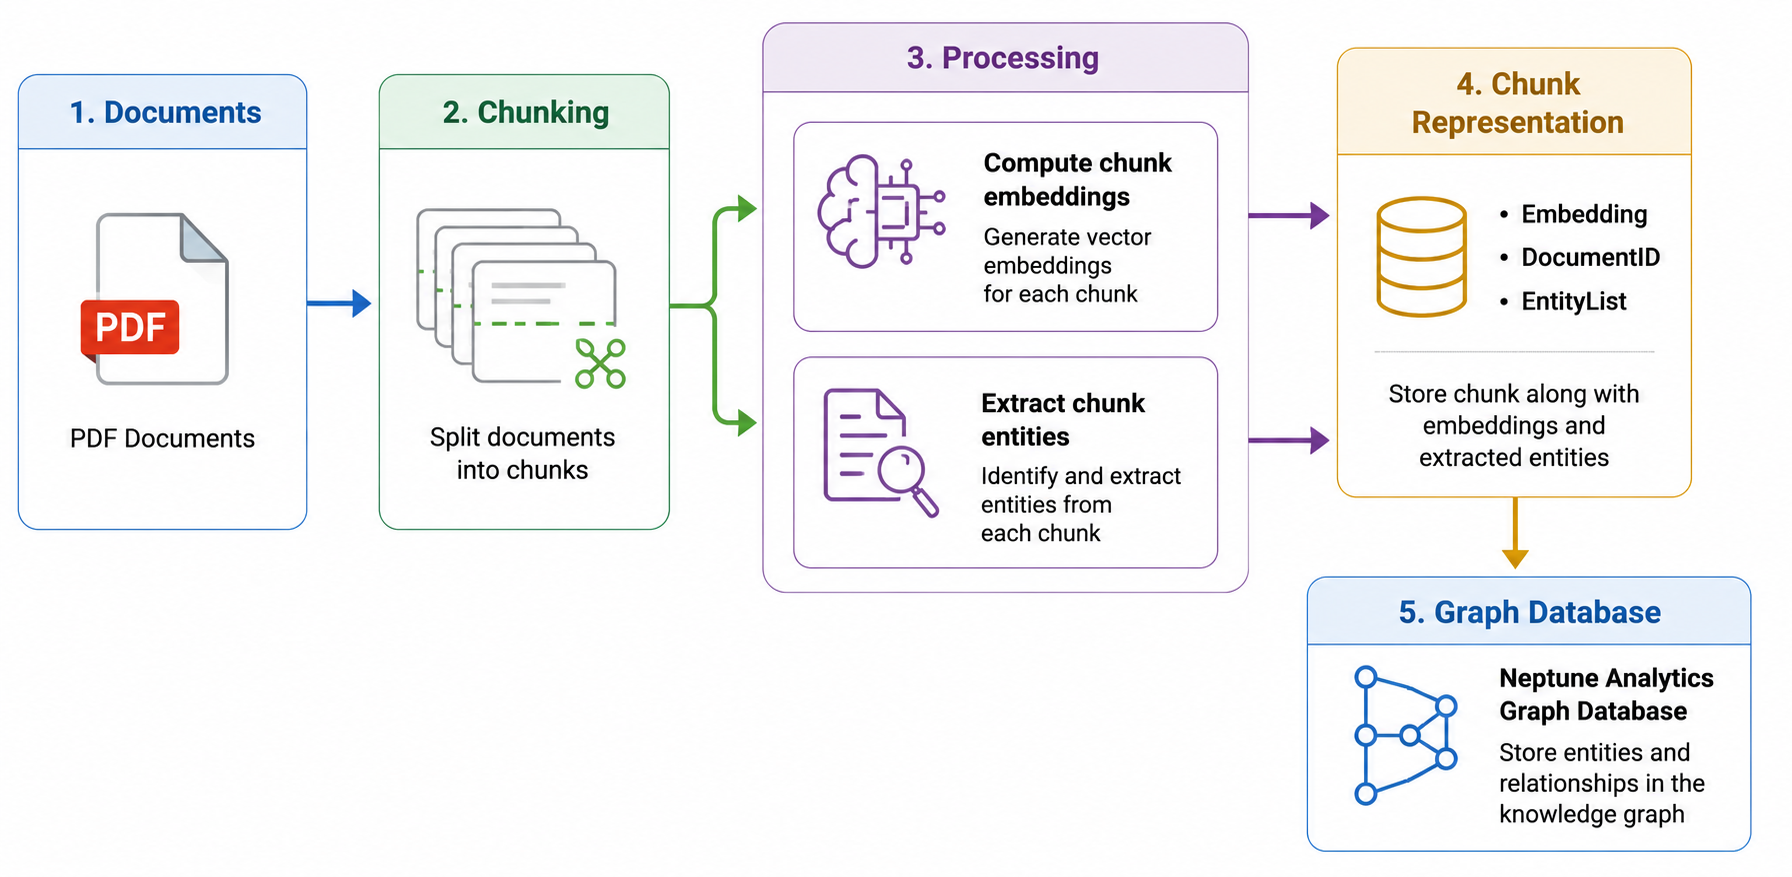 1. Documents
PDF
PDF Documents
2. Chunking
Split documents
into chunks
3. Processing
Compute chunk
embeddings
Generate vector
embeddings
for each chunk
Extract chunk
entities
Identify and extract
entities from
each chunk
4. Chunk
Representation
• Embedding
• DocumentID
• EntityList
Store chunk along with
embeddings and
extracted entities
5. Graph Database
Neptune Analytics
Graph Database
Store entities and
relationships in the
knowledge graph